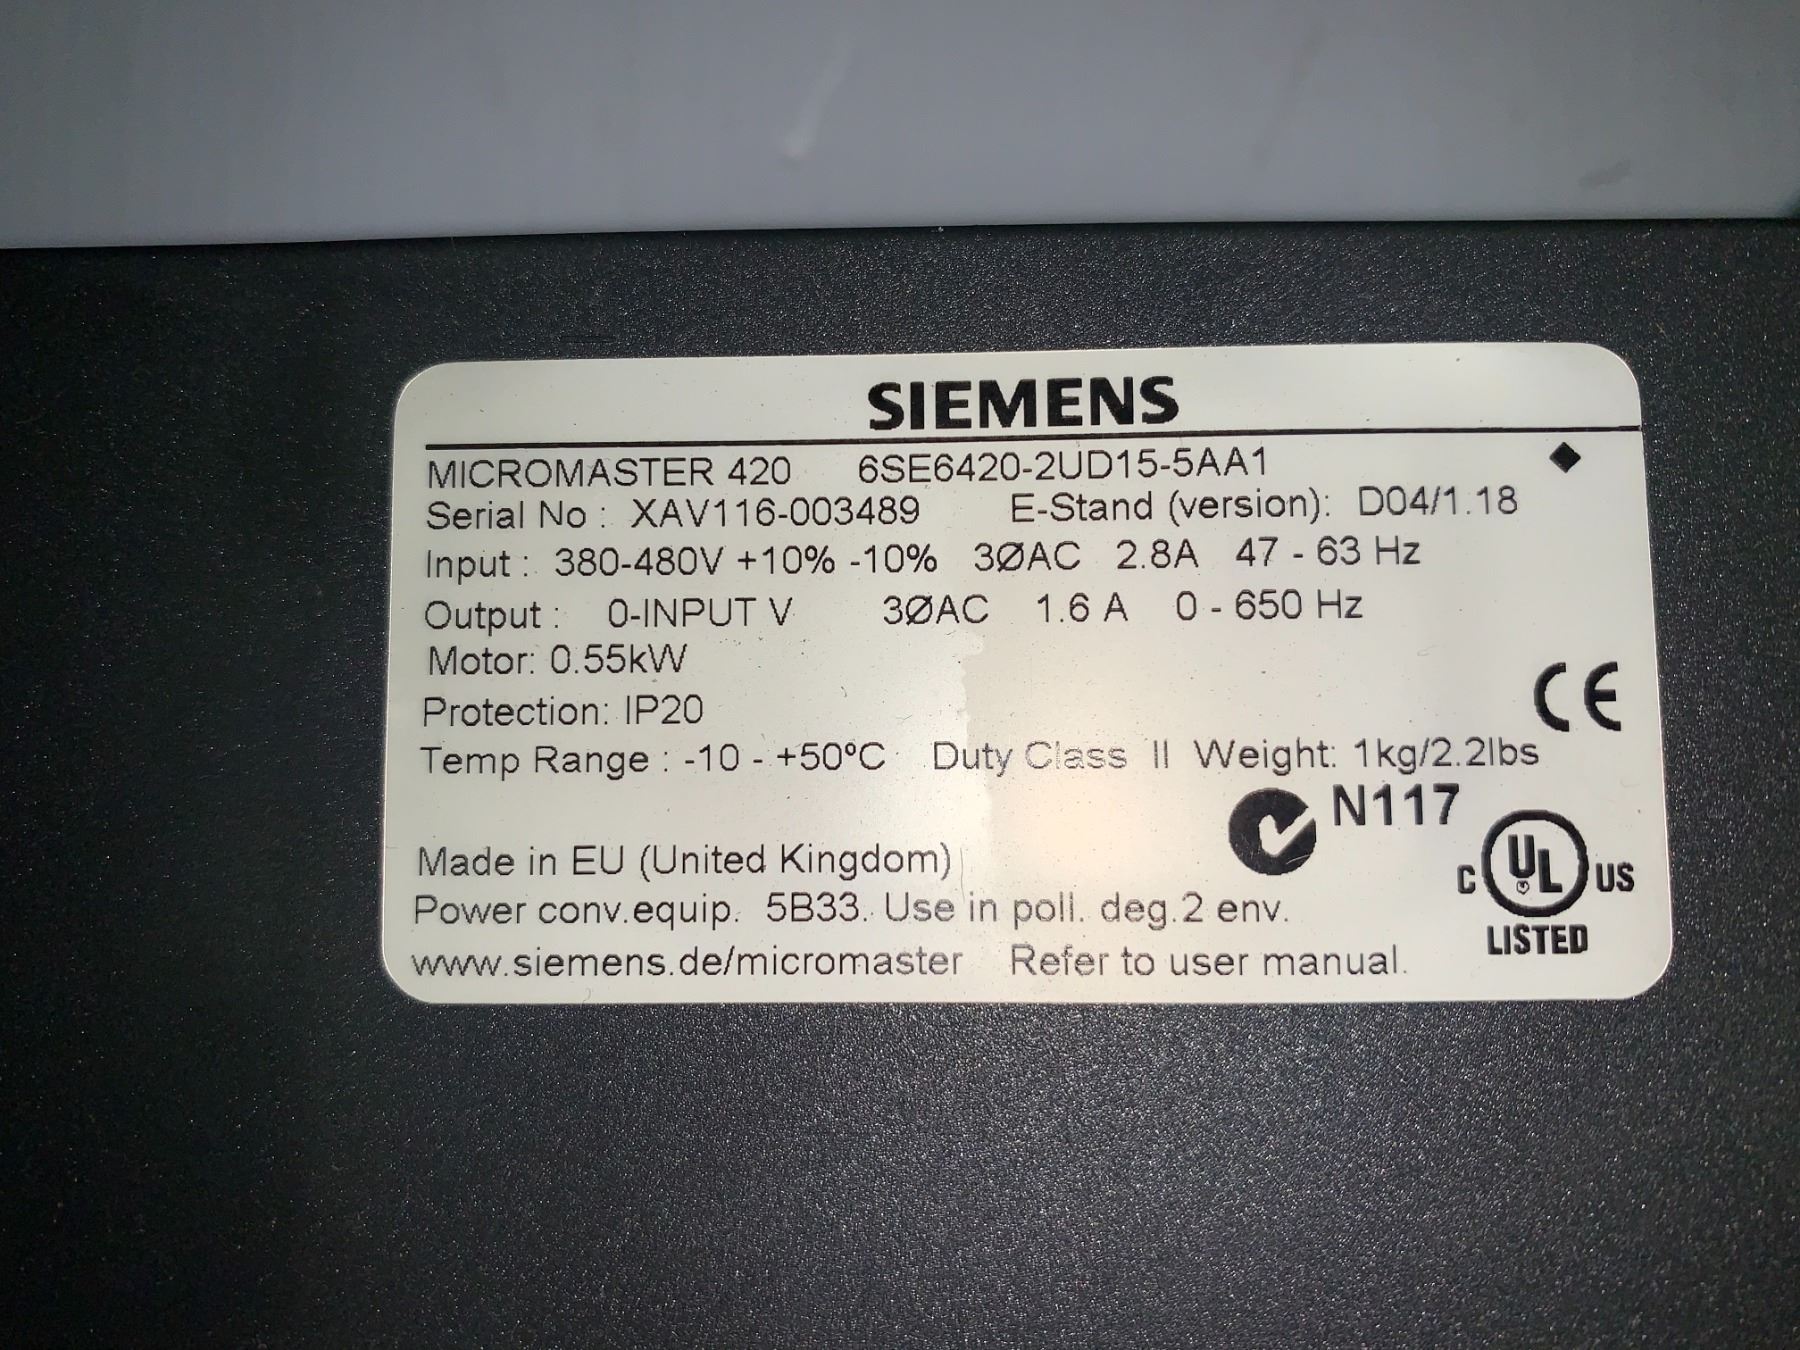 SIEMENS
MICROMASTER 420 6SE6420-2UD15-5AA1
Serial No : XAV116-003489 E-Stand (version): D04/1.18
Input : 380-480V +10% -10% 3ØAC 2.8A 47 - 63 Hz
Output : 0-INPUT V 3ØAC 1.6 A 0 - 650 Hz
Motor: 0.55kW
Protection: IP20
CE
Temp Range : -10 - +50ºC Duty Class II Weight: 1kg/2.2lbs
N117
Made in EU (United Kingdom)
C UL US
Power conv.equip. 5B33. Use in poll. deg.2 env.
LISTED
www.siemens.de/micromaster Refer to user manual.